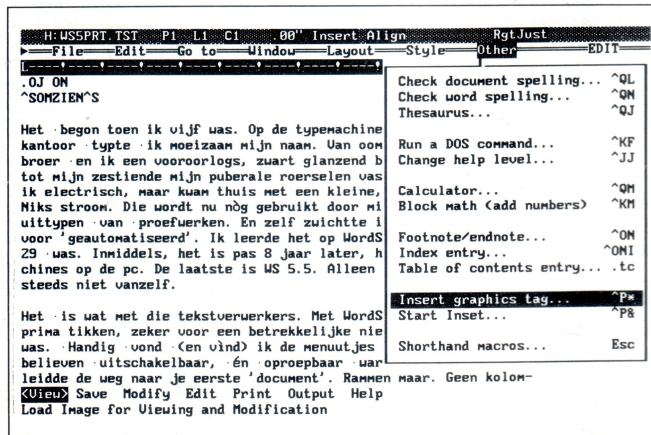 H:WS5PRT.TST P1 L1 C1 .00" Insert Align RgtJust
File Edit Go to Window Layout Style Other EDIT
.OJ ON
^SOMZIEN^S
Het begon toen ik vijf was. Op de typemachine
kantoor typte ik moeizaam mijn naam. Van oom
broer en ik een vooroorlogs, zwart glanzend b
tot mijn zestiende mijn puberale roerselen vas
ik electrisch, maar kwam thuis met een kleine,
Niks stroom. Die wordt nu nòg gebruikt door mi
uittypen van proefwerken. En zelf zwichtte i
voor 'geautomatiseerd'. Ik leerde het op WordS
29 was. Inmiddels, het is pas 8 jaar later, h
chines op de pc. De laatste is WS 5.5. Alleen
steeds niet vanzelf.
Het is wat met die tekstverwerkers. Met WordS
prima tikken, zeker voor een betrekkelijke nie
was. Handig vond (en vind) ik de menuutjes
believen uitschakelbaar, én oproepbaar war
leidde de weg naar je eerste 'document'. Rammen maar. Geen kolom-
Check document spelling... ^QL
Check word spelling... ^QN
Thesaurus... ^QJ
Run a DOS command... ^KF
Change help level... ^JJ
Calculator... ^QM
Block math (add numbers) ^KM
Footnote/endnote... ^ON
Index entry... ^ONI
Table of contents entry... .tc
Insert graphics tag... ^P*
Start Inset... ^P&
Shorthand macros... Esc
<View> Save Modify Edit Print Output Help
Load Image for Viewing and Modification